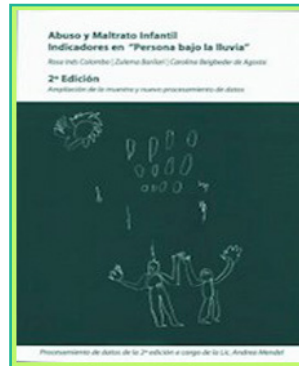 Abuso y Maltrato Infantil
Indicadores en "Persona bajo la lluvia"
Rosa Inés Colombo | Zulema Barilari | Carolina Beigbeder de Agosta
2ª Edición
Ampliación de la muestra y nuevo procesamiento de datos
Procesamiento de datos de la 2ª edición a cargo de la Lic. Andrea Mendel